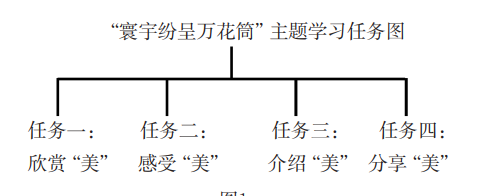 “寰宇纷呈万花筒”主题学习任务图
任务一： 任务二： 任务三： 任务四：
欣赏“美” 感受“美” 介绍“美” 分享“美”
图1